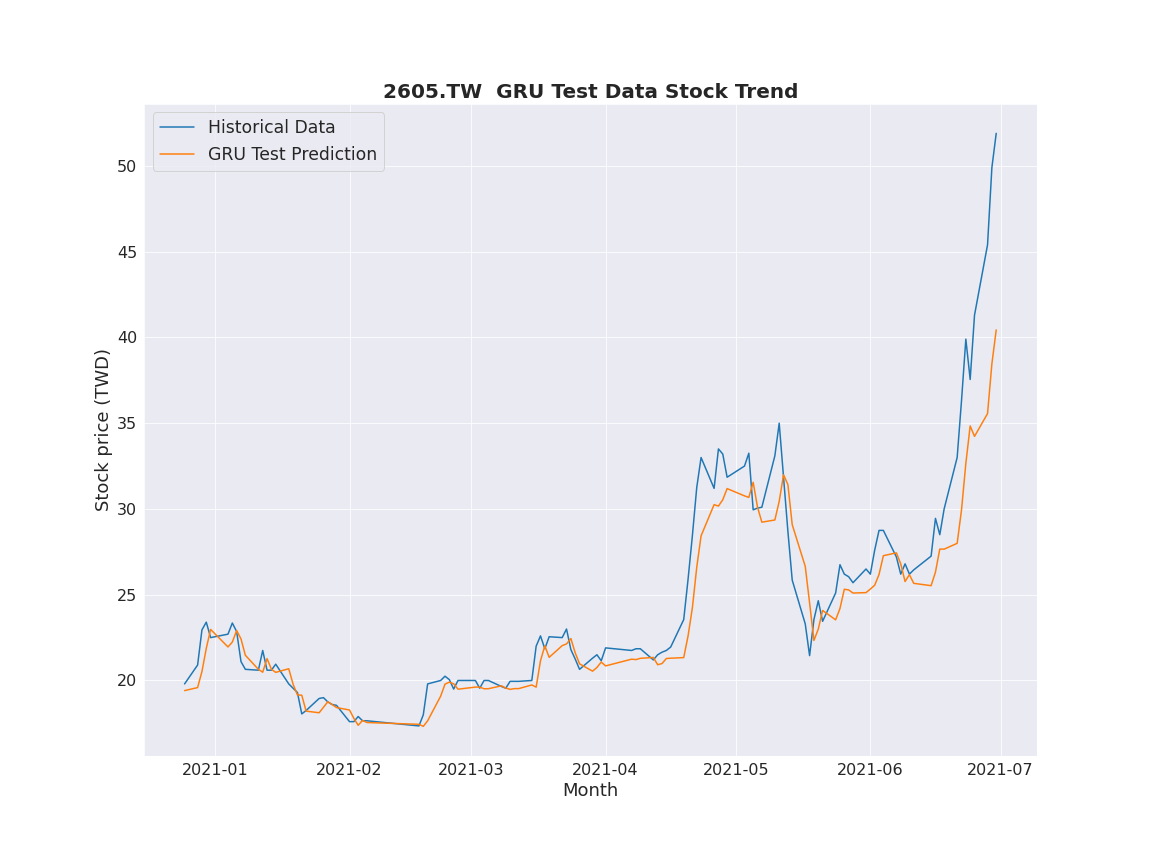 2605.TW  GRU Test Data Stock Trend
Historical Data
GRU Test Prediction
50
45
40
35
30
25
20
Stock price (TWD)
2021-01 2021-02 2021-03 2021-04 2021-05 2021-06 2021-07
Month